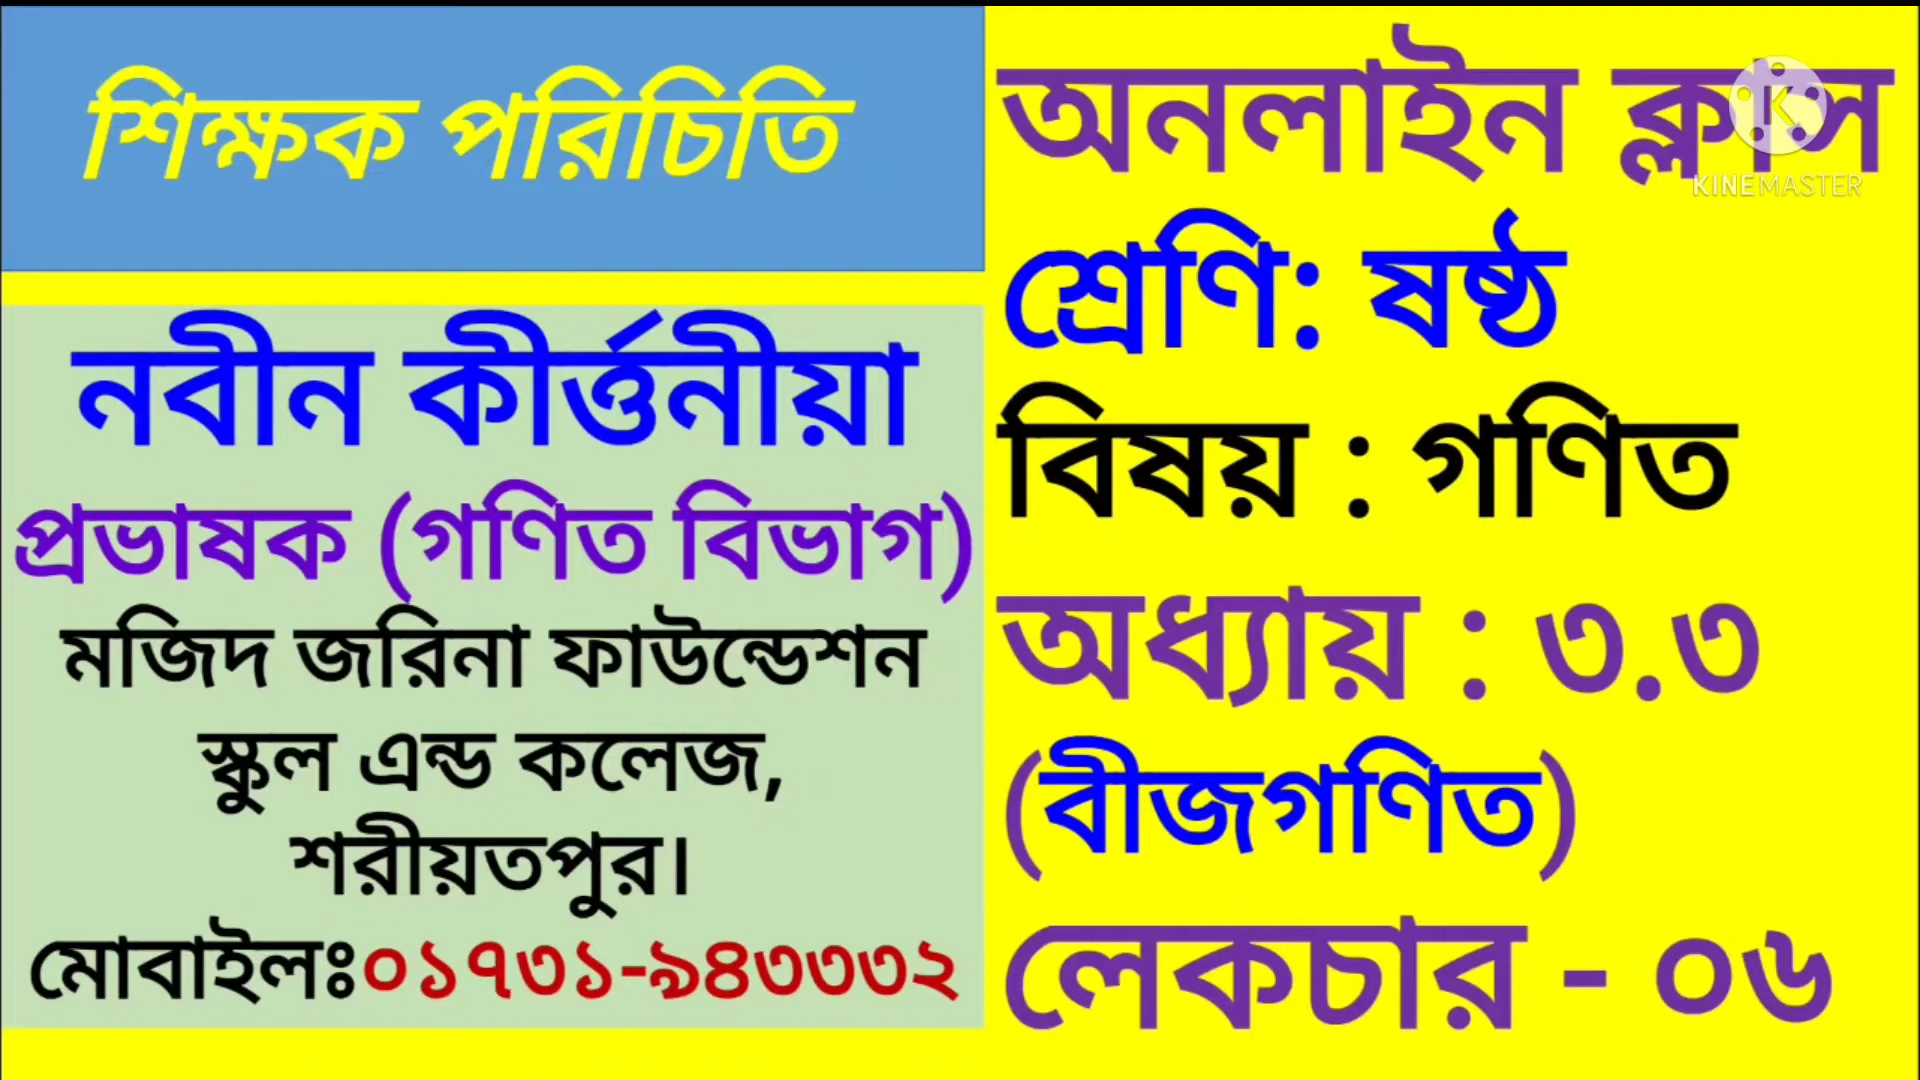 শিক্ষক পরিচিতি
নবীন কীর্ত্তনীয়া
প্রভাষক (গণিত বিভাগ)
মজিদ জরিনা ফাউন্ডেশন
স্কুল এন্ড কলেজ,
শরীয়তপুর।
মোবাইলঃ০১৭৩১-৯৪৩৩৩২
অনলাইন ক্লাস
শ্রেণি: ষষ্ঠ
বিষয় : গণিত
অধ্যায় : ৩.৩
(বীজগণিত)
লেকচার - ০৬
K
KINEMASTER